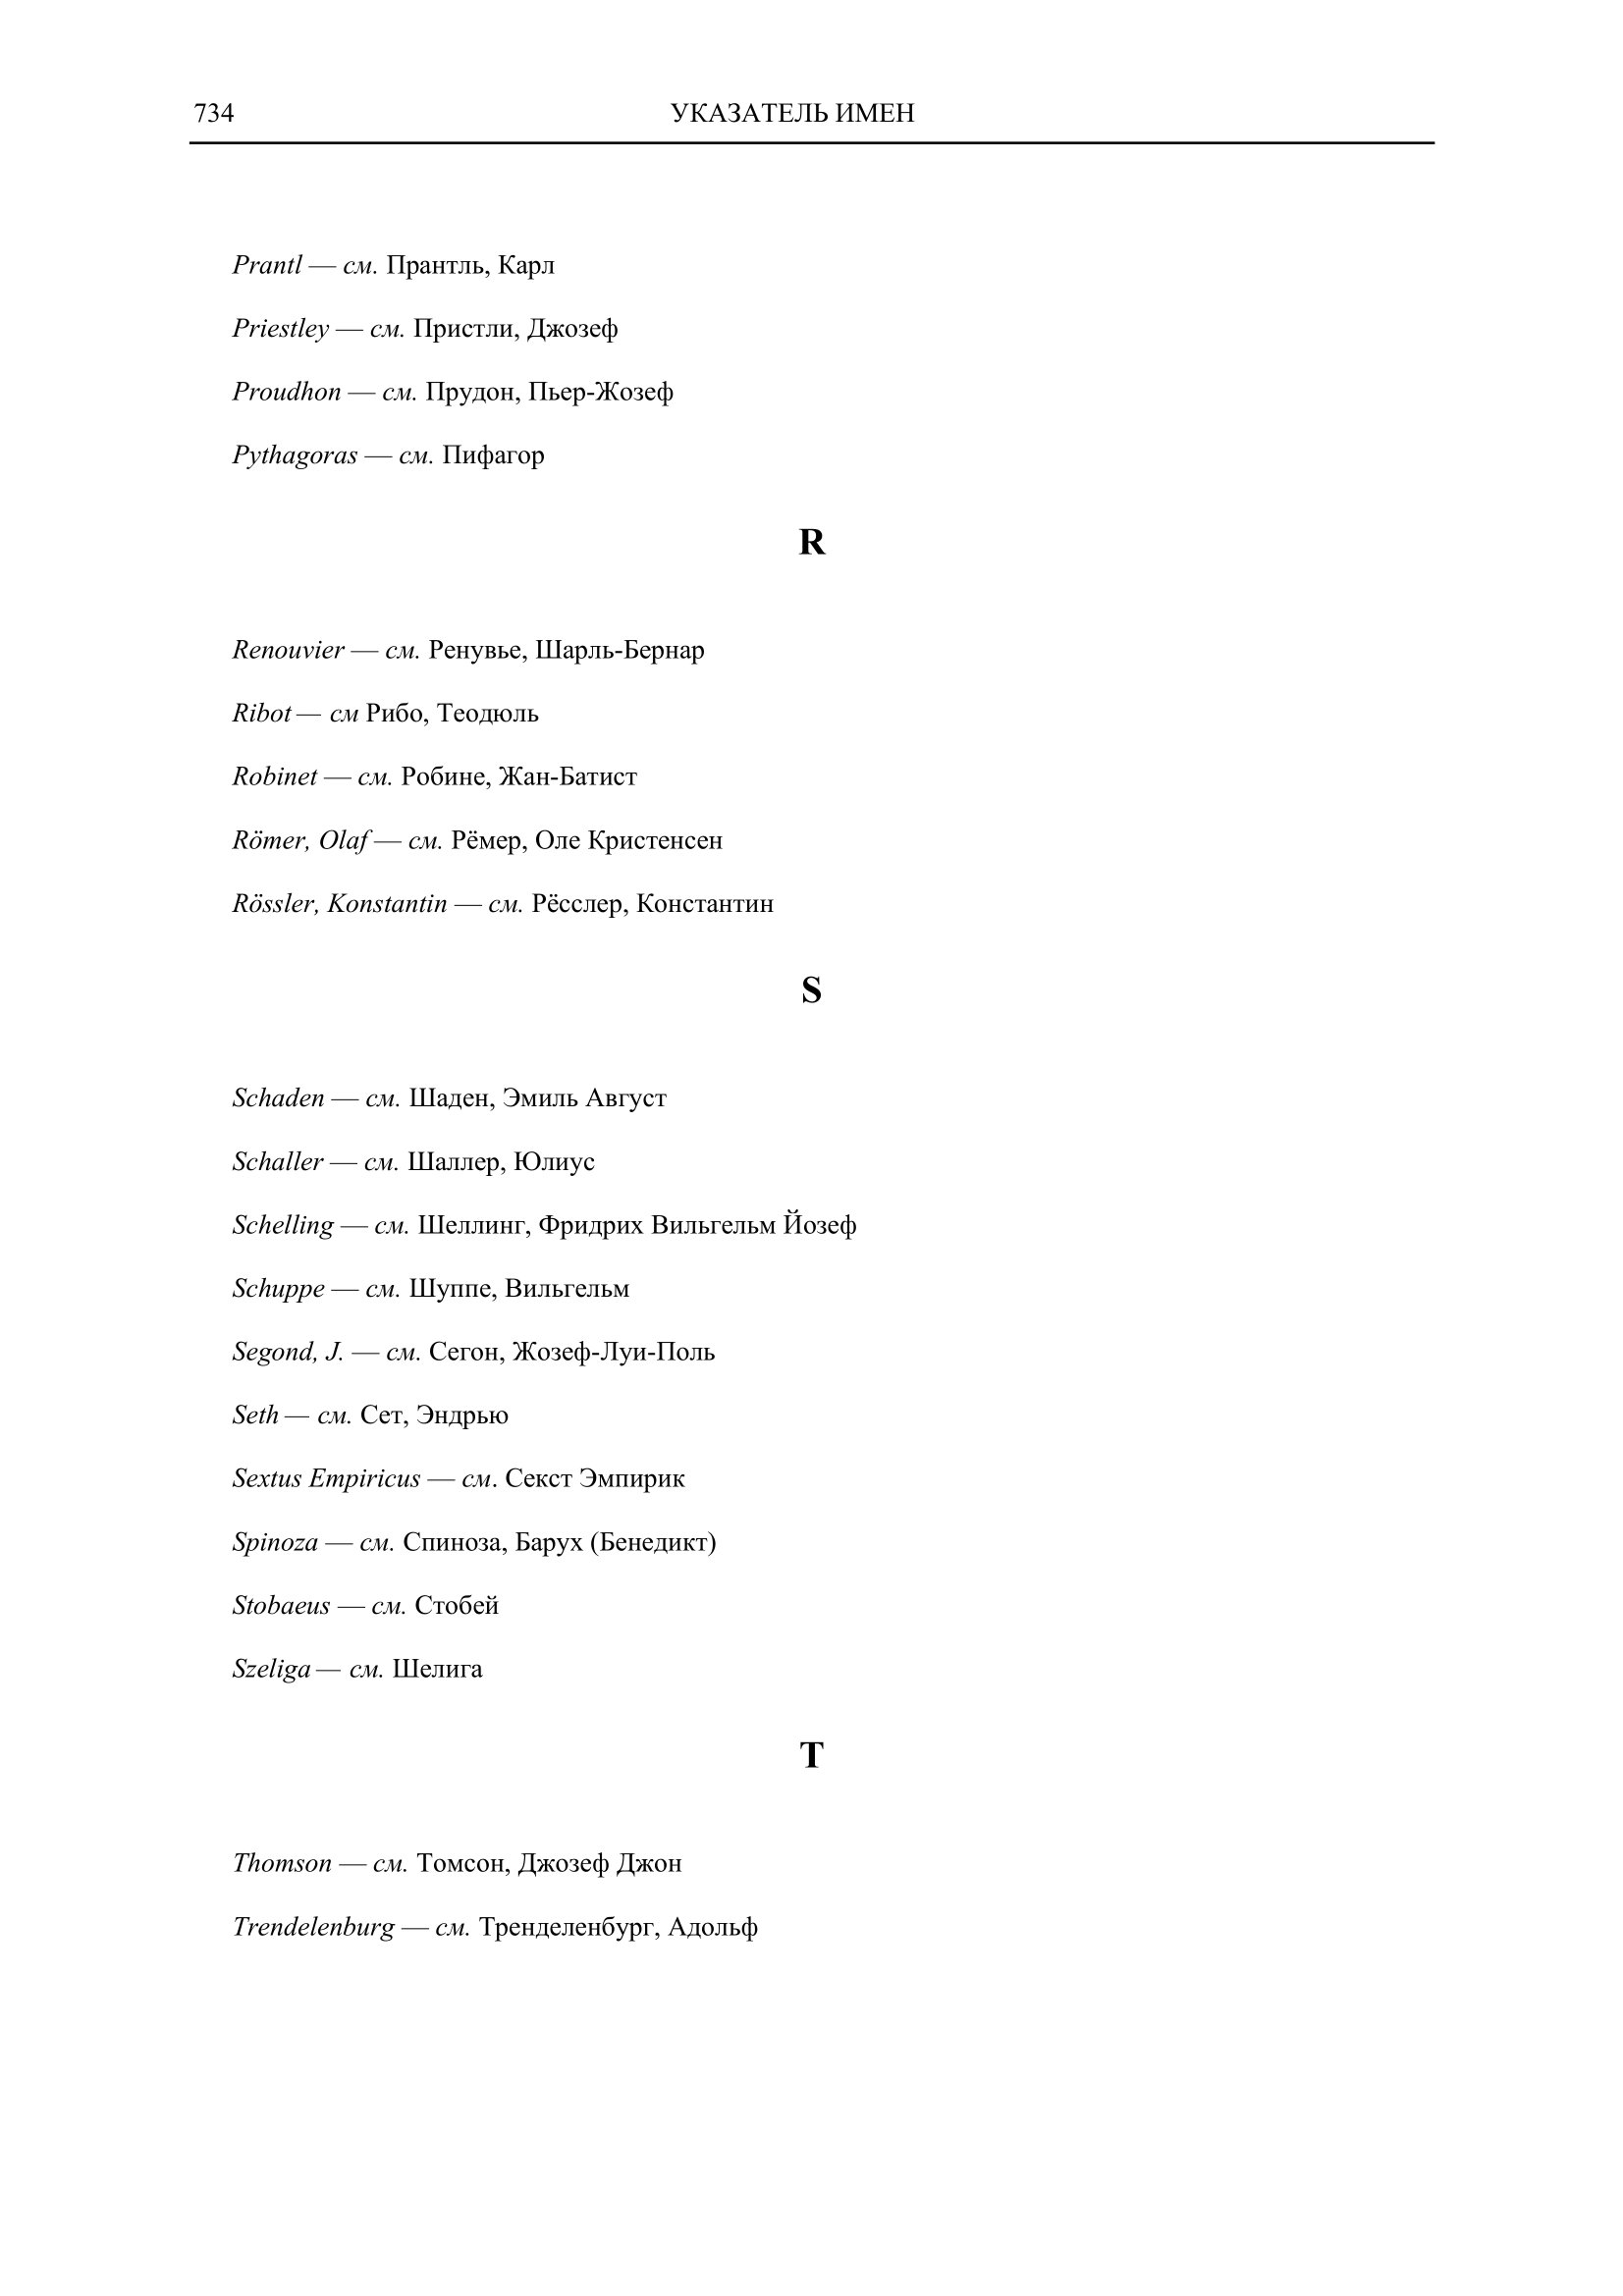 734 УКАЗАТЕЛЬ ИМЕН
Prantl — см. Прантль, Карл
Priestley — см. Пристли, Джозеф
Proudhon — см. Прудон, Пьер-Жозеф
Pythagoras — см. Пифагор
R
Renouvier — см. Ренувье, Шарль-Бернар
Ribot — см Рибо, Теодюль
Robinet — см. Робине, Жан-Батист
Römer, Olaf — см. Рёмер, Оле Кристенсен
Rössler, Konstantin — см. Рёсслер, Константин
S
Schaden — см. Шаден, Эмиль Август
Schaller — см. Шаллер, Юлиус
Schelling — см. Шеллинг, Фридрих Вильгельм Йозеф
Schuppe — см. Шуппе, Вильгельм
Segond, J. — см. Сегон, Жозеф-Луи-Поль
Seth — см. Сет, Эндрью
Sextus Empiricus — см. Секст Эмпирик
Spinoza — см. Спиноза, Барух (Бенедикт)
Stobaeus — см. Стобей
Szeliga — см. Шелига
T
Thomson — см. Томсон, Джозеф Джон
Trendelenburg — см. Тренделенбург, Адольф